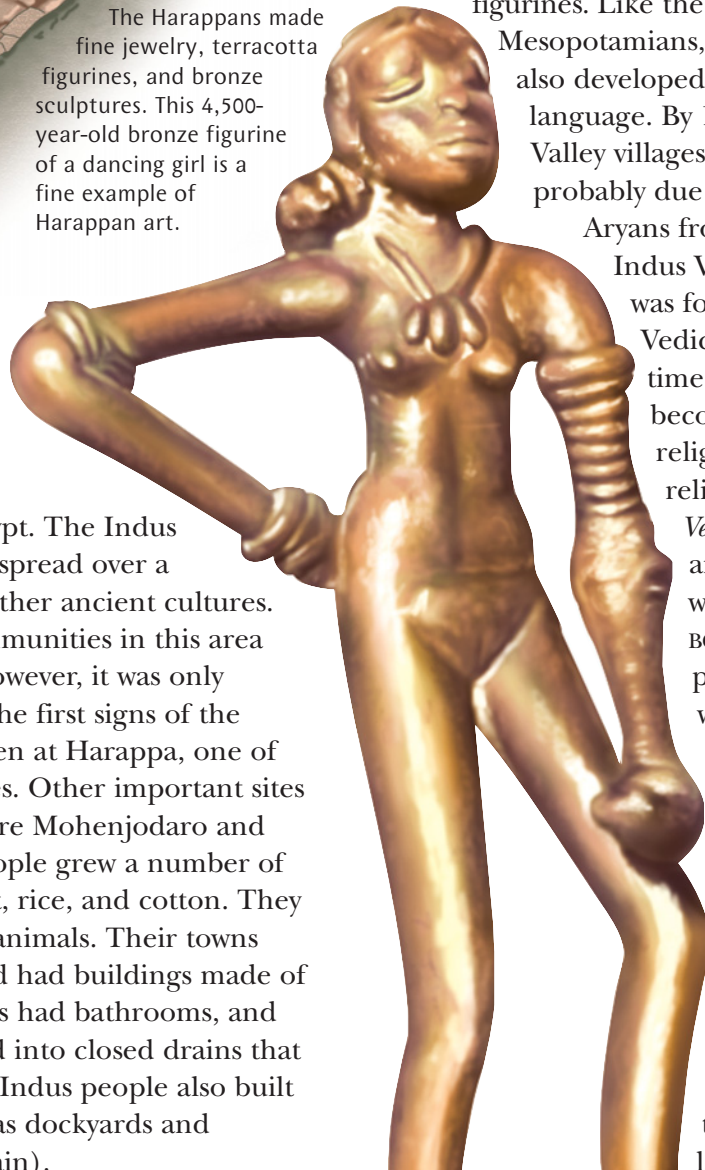 The Harappans made
fine jewelry, terracotta
figurines, and bronze
sculptures. This 4,500-
year-old bronze figurine
of a dancing girl is a
fine example of
Harappan art.
The Indus
spread over a
ther ancient cultures.
munities in this area
owever, it was only
he first signs of the
en at Harappa, one of
es. Other important sites
re Mohenjodaro and
ople grew a number of
, rice, and cotton. They
animals. Their towns
d had buildings made of
s had bathrooms, and
d into closed drains that
Indus people also built
as dockyards and
ain).
figurines. Like the
Mesopotamians,
also developed
language. By
Valley villages
probably due
Aryans fro
Indus V
was fo
Vedic
time
beco
relig
reli
Ve
a
w
B
p
w